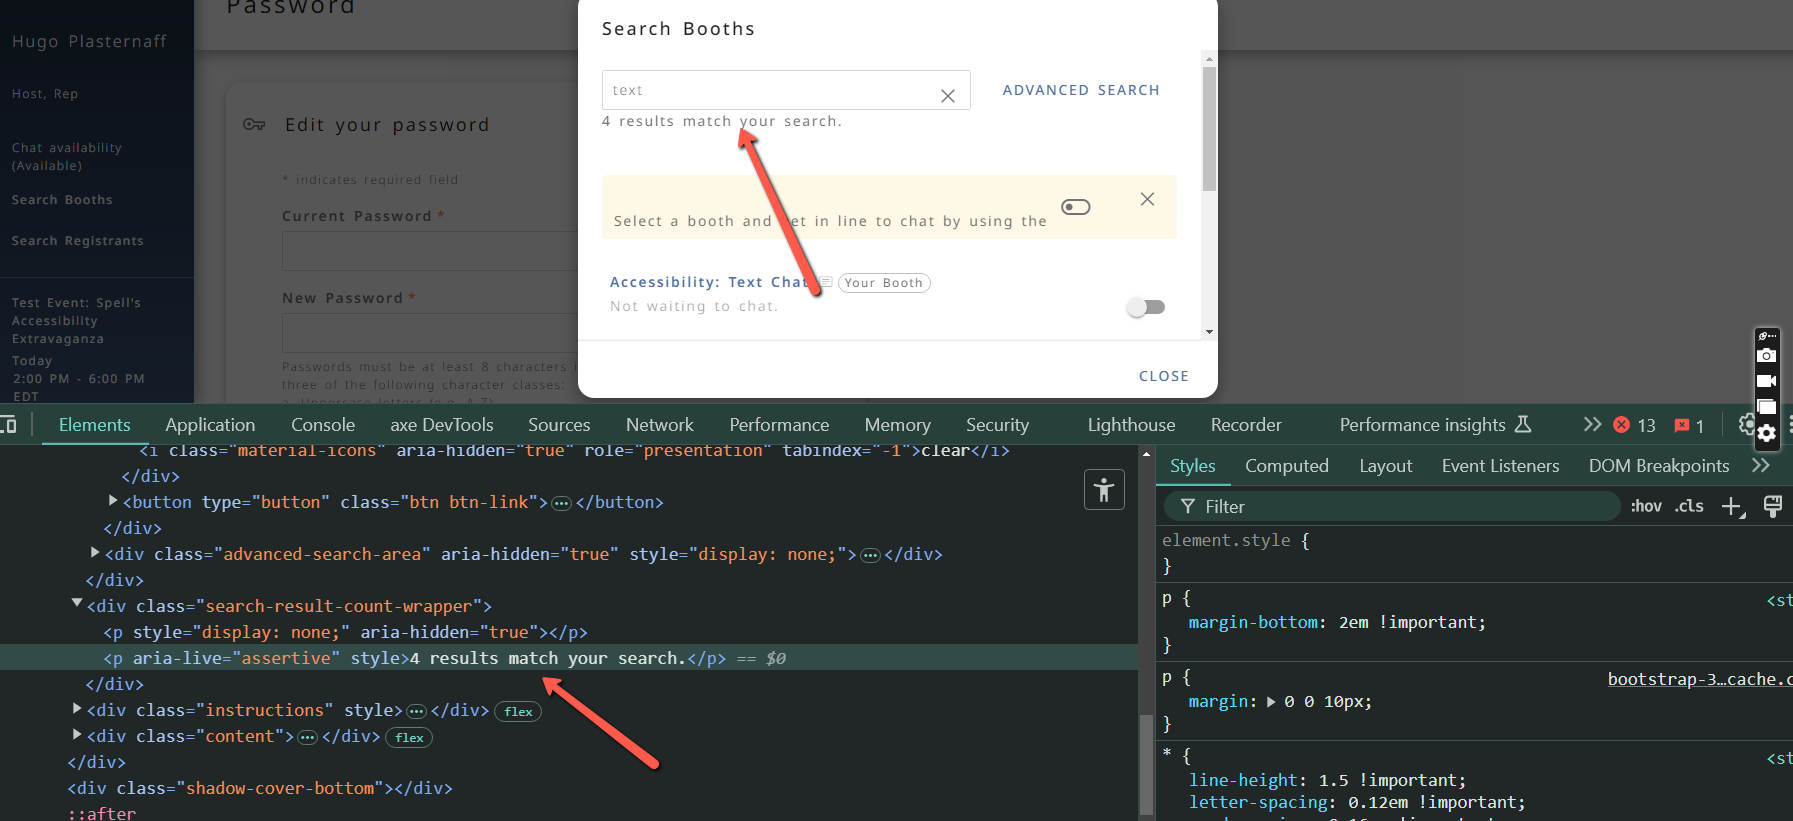 Password
Hugo Plasternaff
Host, Rep
Chat availability
(Available)
Search Booths
Search Registrants
Test Event: Spell's
Accessibility
Extravaganza
Today
2:00 PM - 6:00 PM
EDT
Edit your password
* indicates required field
Current Password *
New Password *
Passwords must be at least 8 characters
three of the following character classes:
Search Booths
text
ADVANCED SEARCH
4 results match your search.
Select a booth and get in line to chat by using the
Accessibility: Text Chat
Your Booth
Not waiting to chat.
CLOSE
Elements Application Console axe DevTools Sources Network Performance Memory Security Lighthouse Recorder Performance insights 13 1
<i class="material-icons" aria-hidden="true" role="presentation" tabindex="-1">clear</i>
</div>
<button type="button" class="btn btn-link">…</button>
</div>
<div class="advanced-search-area" aria-hidden="true" style="display: none;">…</div>
</div>
<div class="search-result-count-wrapper">
<p style="display: none;" aria-hidden="true"></p>
<p aria-live="assertive" style>4 results match your search.</p> == $0
</div>
<div class="instructions" style>…</div> flex
<div class="content">…</div> flex
</div>
<div class="shadow-cover-bottom"></div>
::after
Styles Computed Layout Event Listeners DOM Breakpoints
Filter :hov .cls
element.style {
}
p { <st
margin-bottom: 2em !important;
}
p { bootstrap-3…cache.c
margin: 0 0 10px;
}
* { <st
line-height: 1.5 !important;
letter-spacing: 0.12em !important;